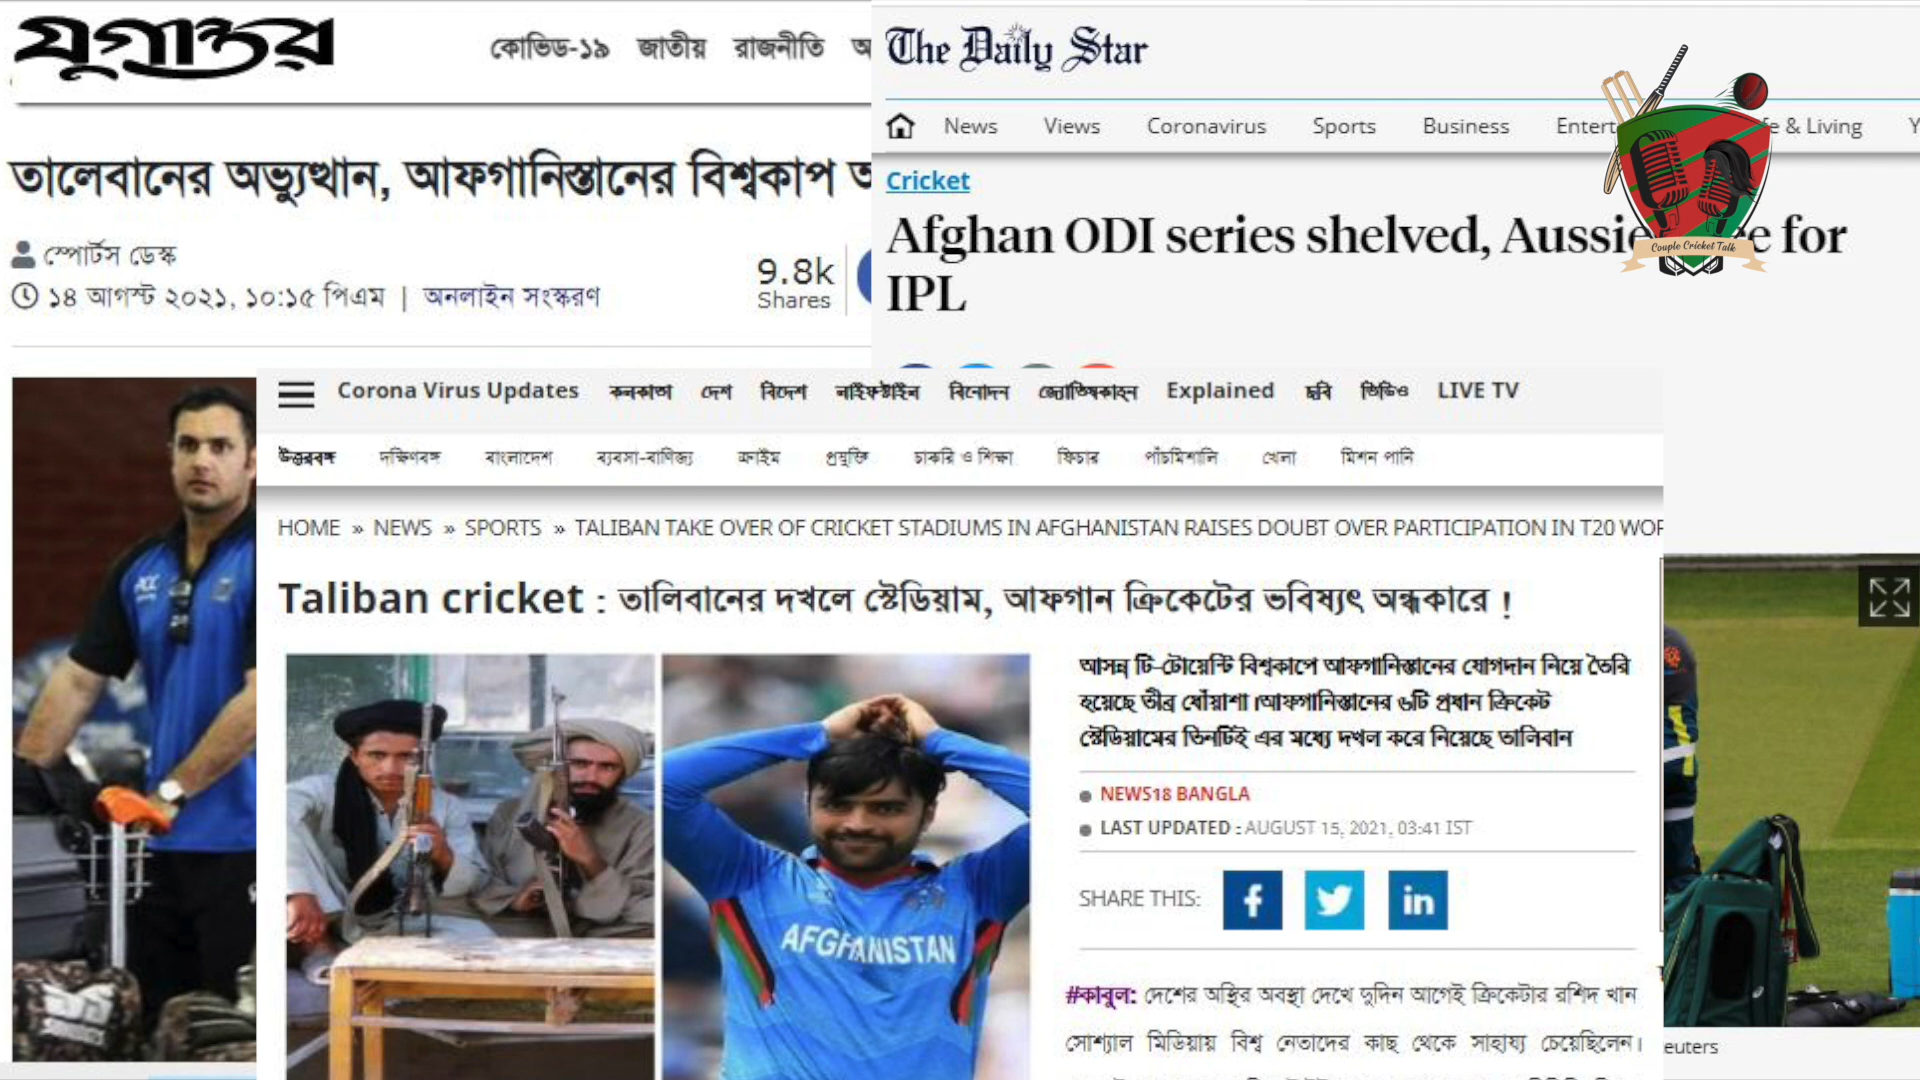 যুগান্তর
কোভিড-১৯ জাতীয় রাজনীতি
তালেবানের অভ্যুত্থান, আফগানিস্তানের বিশ্বকাপ
স্পোর্টস ডেস্ক
১৪ আগস্ট ২০২১, ১০:১৫ পিএম | অনলাইন সংস্করণ
9.8k
Shares
The Daily Star
News Views Coronavirus Sports Business Entert & Living
Cricket
Afghan ODI series shelved, Aussie for
IPL
Couple Cricket Talk
Corona Virus Updates কলকাতা দেশ বিদেশ লাইফস্টাইল বিনোদন জ্যোতিষকাহন Explained ছবি ভিডিও LIVE TV
উত্তরবঙ্গ দক্ষিণবঙ্গ বাংলাদেশ ব্যবসা-বাণিজ্য ক্রাইম প্রযুক্তি চাকরি ও শিক্ষা ফিচার পাঁচমিশালি খেলা মিশন পানি
HOME » NEWS » SPORTS » TALIBAN TAKE OVER OF CRICKET STADIUMS IN AFGHANISTAN RAISES DOUBT OVER PARTICIPATION IN T20 WOR
Taliban cricket : তালিবানের দখলে স্টেডিয়াম, আফগান ক্রিকেটের ভবিষ্যৎ অন্ধকারে !
আসন্ন টি-টোয়েন্টি বিশ্বকাপে আফগানিস্তানের যোগদান নিয়ে তৈরি
হয়েছে তীব্র ধোঁয়াশা।আফগানিস্তানের ৬টি প্রধান ক্রিকেট
স্টেডিয়ামের তিনটিই এর মধ্যে দখল করে নিয়েছে তালিবান
NEWS18 BANGLA
LAST UPDATED : AUGUST 15, 2021, 03:41 IST
SHARE THIS:
AFGHANISTAN
#কাবুল: দেশের অস্থির অবস্থা দেখে দুদিন আগেই ক্রিকেটার রশিদ খান
সোশ্যাল মিডিয়ায় বিশ্ব নেতাদের কাছ থেকে সাহায্য চেয়েছিলেন।
euters